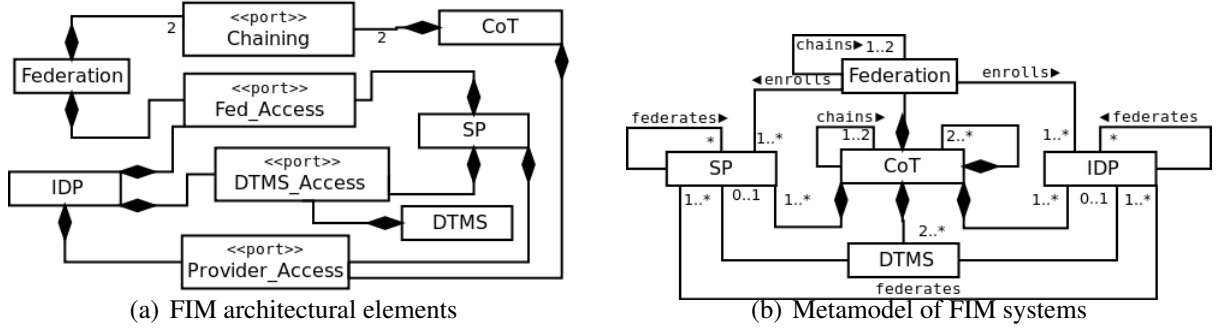 <<port>>
Chaining
2
2
CoT
Federation
<<port>>
Fed_Access
SP
<<port>>
DTMS_Access
IDP
DTMS
<<port>>
Provider_Access
(a) FIM architectural elements
chains▶
1..2
Federation
◀enrolls
enrolls▶
federates▶
*
1..*
chains▶
1..2
2..*
1..*
*
◀federates
SP
CoT
IDP
1..*
0..1
1..*
1..*
0..1
1..*
2..*
DTMS
federates
(b) Metamodel of FIM systems